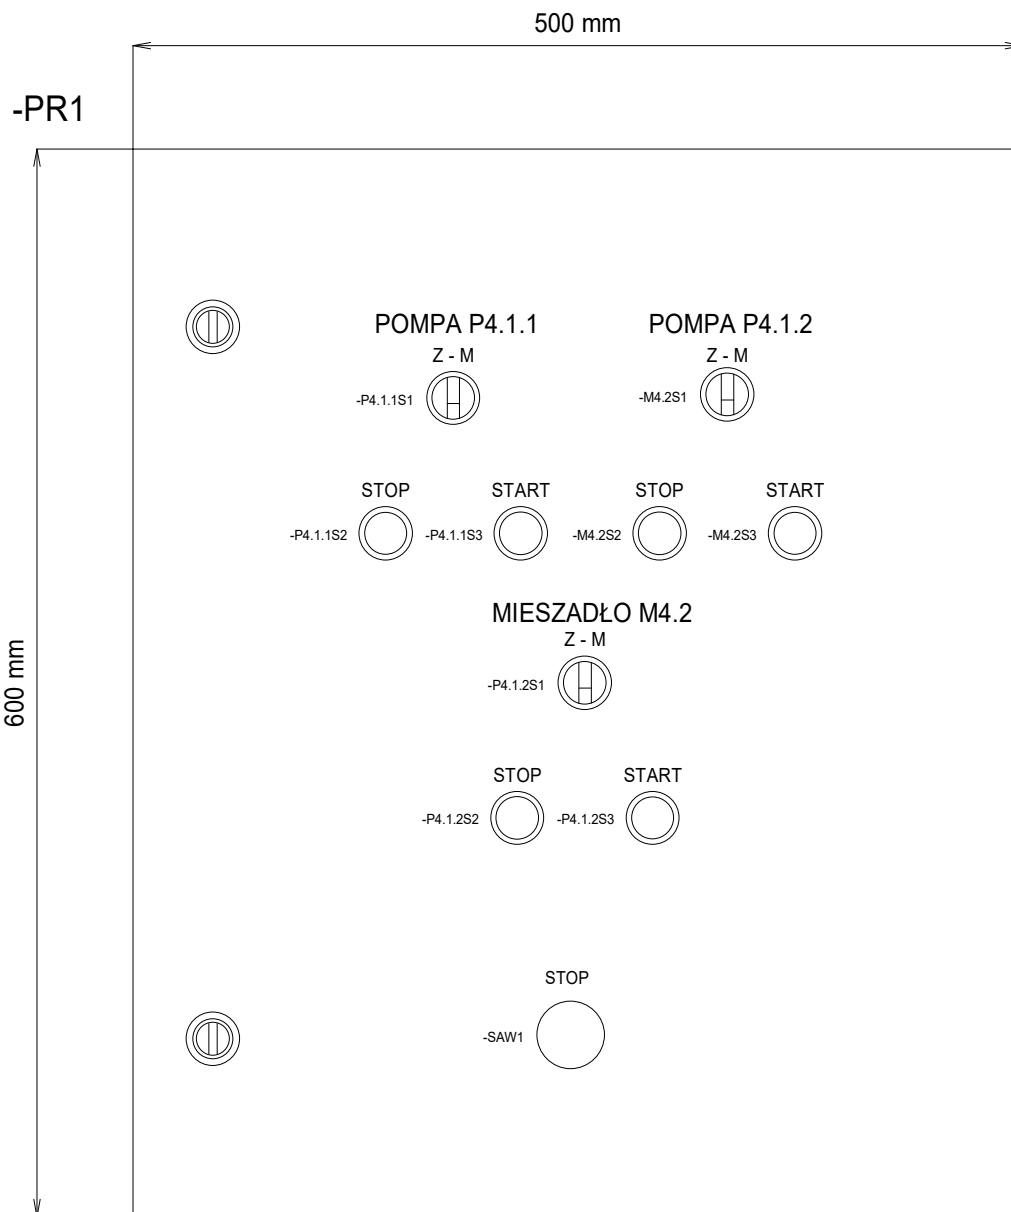 500 mm
-PR1
600 mm
POMPA P4.1.1
POMPA P4.1.2
Z - M
Z - M
-P4.1.1S1
-M4.2S1
STOP
START
STOP
START
-P4.1.1S2
-P4.1.1S3
-M4.2S2
-M4.2S3
MIESZADŁO M4.2
Z - M
-P4.1.2S1
STOP
START
-P4.1.2S2
-P4.1.2S3
STOP
-SAW1